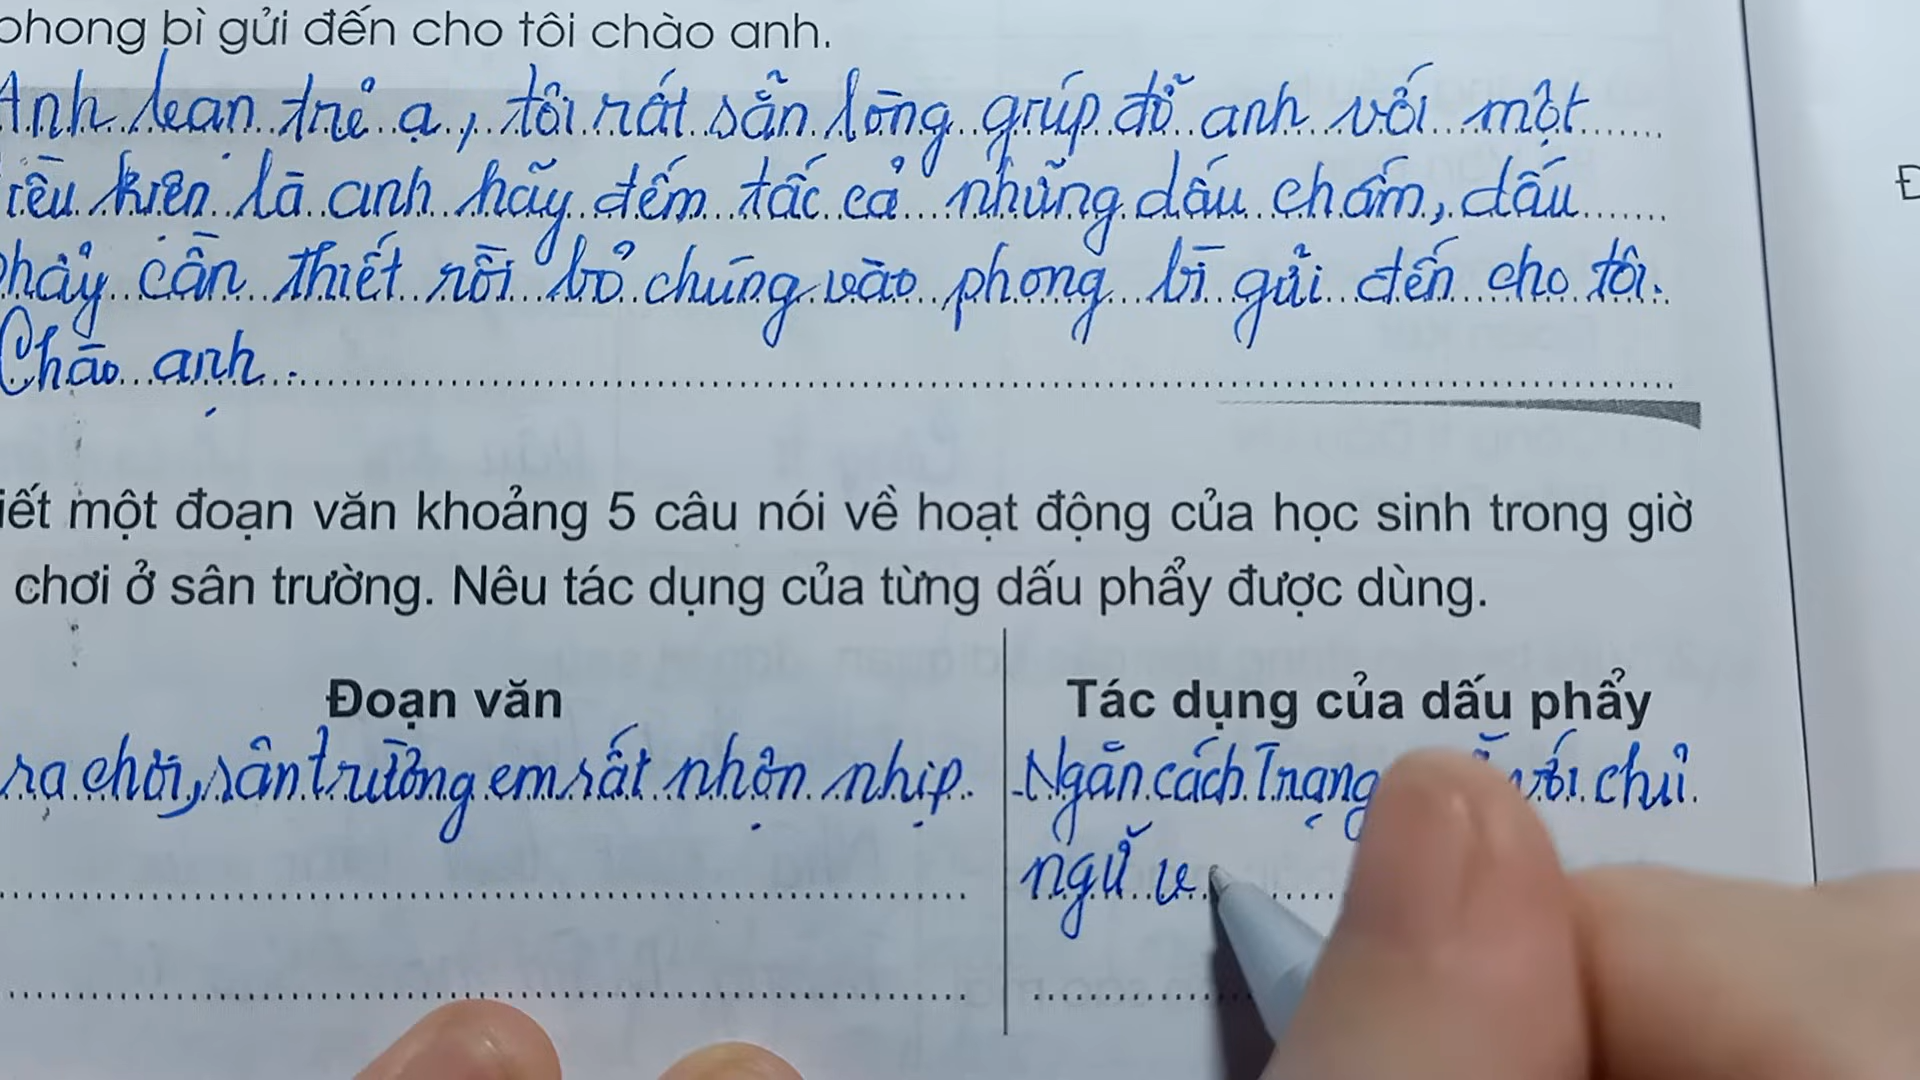 phong bì gửi đến cho tôi chào anh.
Anh bạn trẻ ạ, tôi rất sẵn lòng giúp đỡ anh với một
iều kiện là anh hãy đếm tấc cả những dấu chấm, dấu
phẩy cần thiết rồi bỏ chúng vào phong bì gửi đến cho tôi.
Chào anh.
iết một đoạn văn khoảng 5 câu nói về hoạt động của học sinh trong giờ
chơi ở sân trường. Nêu tác dụng của từng dấu phẩy được dùng.
Đoạn văn
Tác dụng của dấu phẩy
ra chơi, sân trường em rất nhộn nhịp.
Ngăn cách Trạng với chủ
ngữ v
Đ